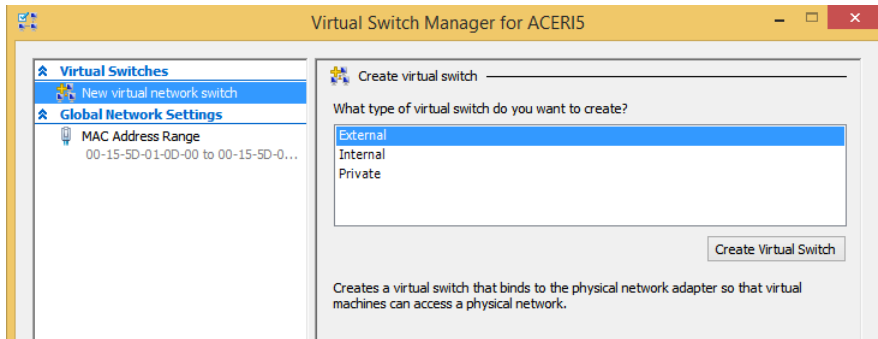 Virtual Switch Manager for ACERI5
Virtual Switches
New virtual network switch
Global Network Settings
MAC Address Range
00-15-5D-01-0D-00 to 00-15-5D-0...
Create virtual switch
What type of virtual switch do you want to create?
External
Internal
Private
Create Virtual Switch
Creates a virtual switch that binds to the physical network adapter so that virtual
machines can access a physical network.